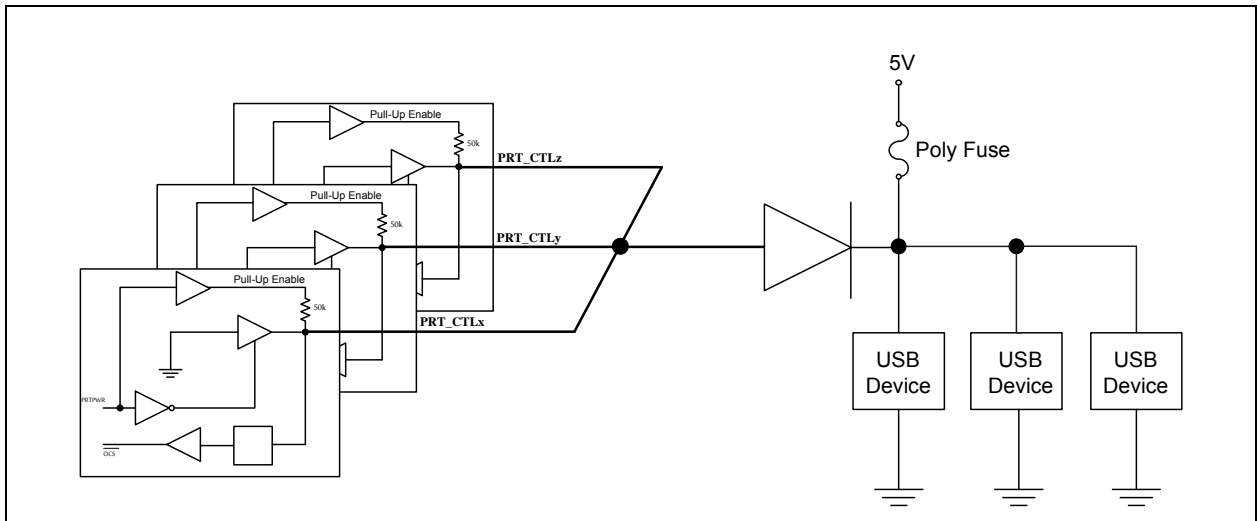 5V
Poly Fuse
Pull-Up Enable
50k
PRT_CTLz
Pull-Up Enable
50k
PRT_CTLy
Pull-Up Enable
50k
PRT_CTLx
PRTPWR
OCS
USB
Device
USB
Device
USB
Device